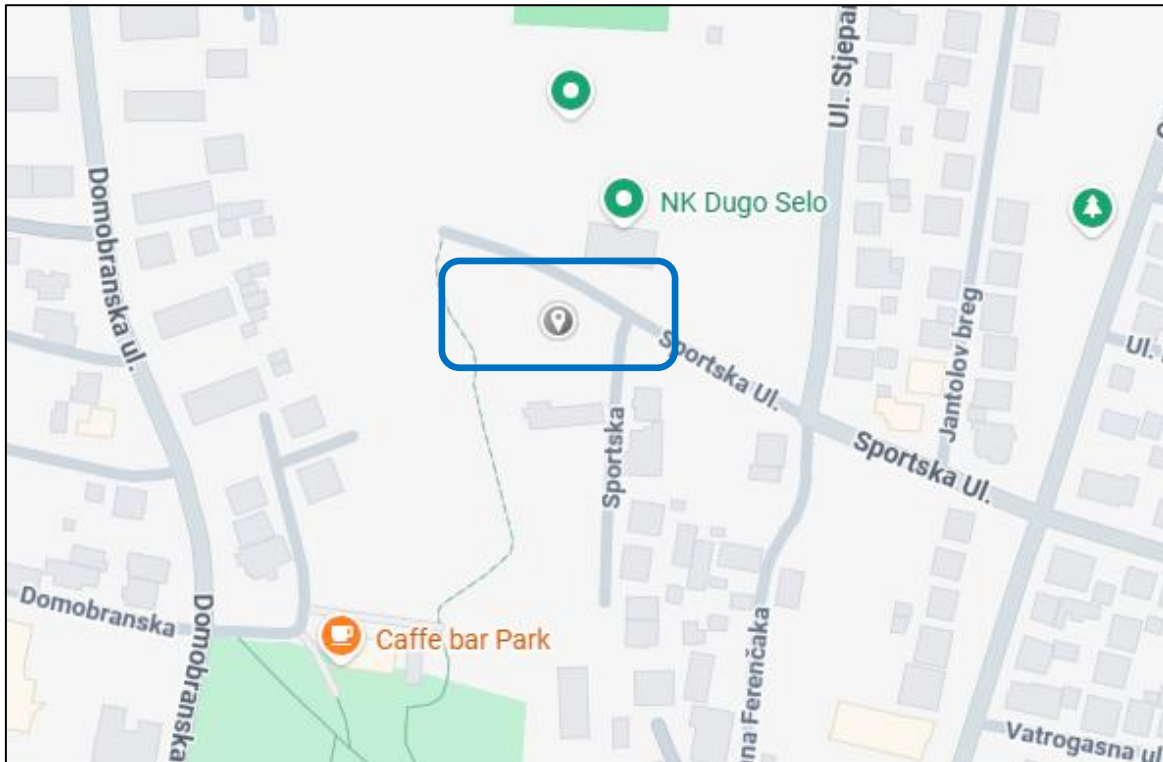 Ul. Stjepa
Domobranska ul.
NK Dugo Selo
Jantolov breg
Ul.
Sportska Ul.
Sportska
Sportska Ul.
Domobranska
Domobranska
Caffe bar Park
na Ferenčaka
Vatrogasna ul